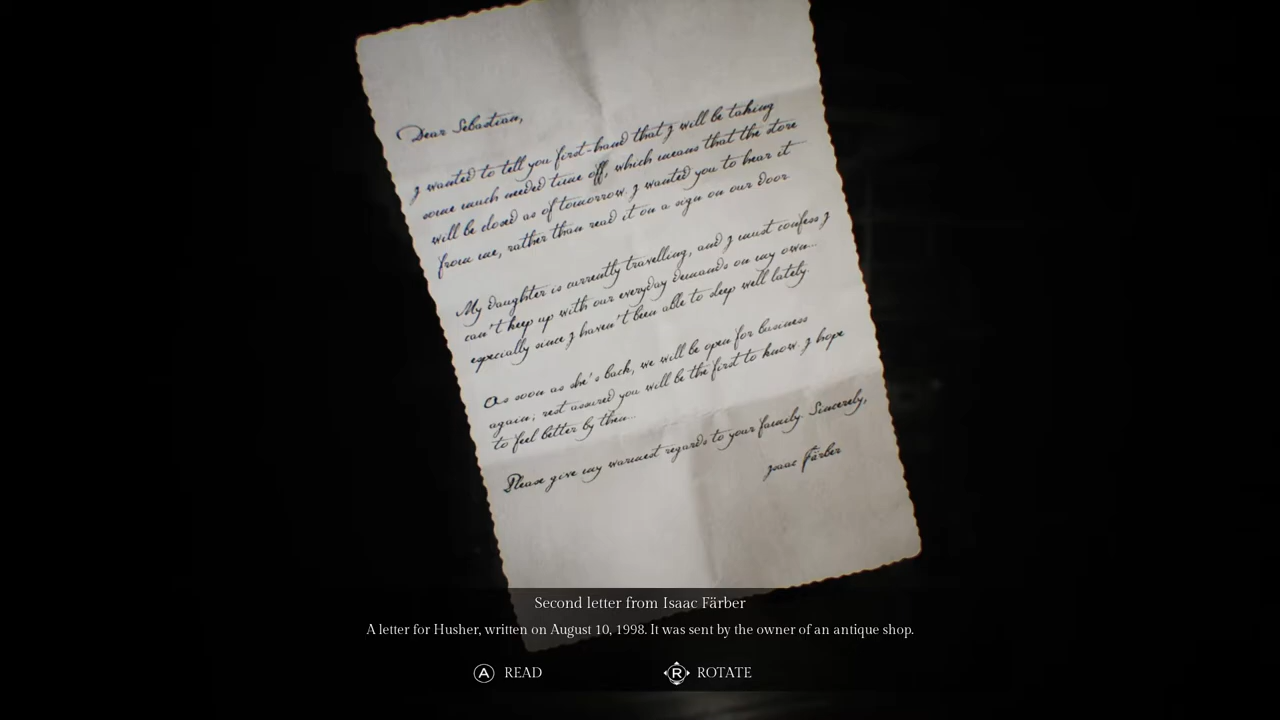 Dear Sebastian,
I wanted to tell you first-hand that I will be taking
some much needed time off, which means that the store
will be closed as of tomorrow. I wanted you to hear it
from me, rather than read it on a sign on our door.
My daughter is currently travelling, and I must confess I
can't keep up with our everyday demands on my own...
especially since I haven't been able to sleep well lately.
As soon as she's back, we will be open for business
again; rest assured you will be the first to know. I hope
to feel better by then...
Please give my warmest regards to your family. Sincerely,
Isaac Färber
Second letter from Isaac Färber
A letter for Husher, written on August 10, 1998. It was sent by the owner of an antique shop.
A READ R ROTATE